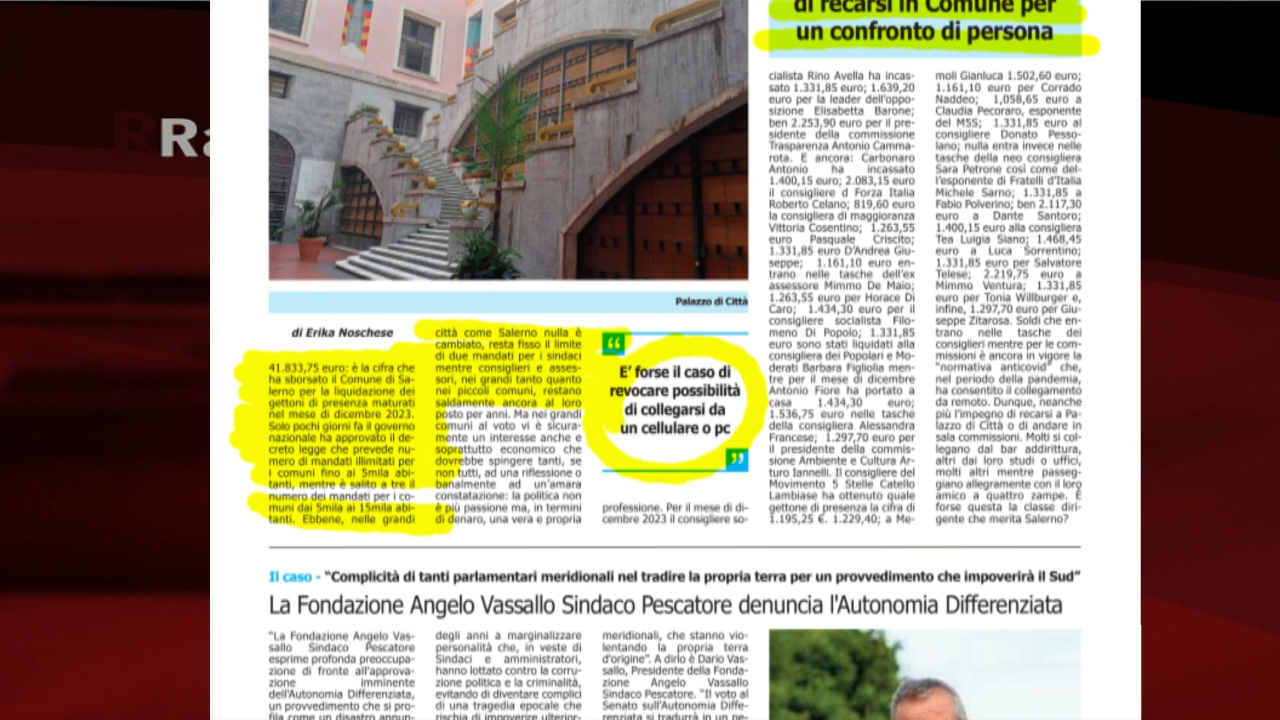 Ra
di recarsi in Comune per
un confronto di persona
Palazzo di Città
di Erika Noschese
41.833,75 euro: è la cifra che
ha sborsato il Comune di Sa-
lerno per la liquidazione dei
gettoni di presenza maturati
nel mese di dicembre 2023.
Solo pochi giorni fa il governo
nazionale ha approvato il de-
creto legge che prevede nu-
mero di mandati illimitati per
i comuni fino ai 5mila abi-
tanti, mentre è salito a tre il
numero dei mandati per i co-
muni dai 5mila ai 15mila abi-
tanti. Ebbene, nelle grandi
città come Salerno nulla è
cambiato, resta fisso il limite
di due mandati per i sindaci
mentre consiglieri e asses-
sori, nei grandi tanto quanto
nei piccoli comuni, restano
saldamente ancora al loro
posto per anni. Ma nei grandi
comuni al voto vi è sicura-
mente un interesse anche e
soprattutto economico che
dovrebbe spingere tanti, se
non tutti, ad una riflessione o
banalmente ad un'amara
constatazione: la politica non
è più passione ma, in termini
di denaro, una vera e propria
“
E’ forse il caso di
revocare possibilità
di collegarsi da
un cellulare o pc
”
professione. Per il mese di di-
cembre 2023 il consigliere so-
cialista Rino Avella ha incas-
sato 1.331,85 euro; 1.639,20
euro per la leader dell'oppo-
sizione Elisabetta Barone;
ben 2.253,90 euro per il pre-
sidente della commissione
Trasparenza Antonio Camma-
rota. E ancora: Carbonaro
Antonio ha incassato
1.400,15 euro; 2.083,15 euro
il consigliere d Forza Italia
Roberto Celano; 819,60 euro
la consigliera di maggioranza
Vittoria Cosentino; 1.263,55
euro Pasquale Criscito;
1.331,85 euro D'Andrea Giu-
seppe; 1.161,10 euro en-
trano nelle tasche dell'ex
assessore Mimmo De Maio;
1.263,55 euro per Horace Di
Caro; 1.434,30 euro per il
consigliere socialista Filo-
meno Di Popolo; 1.331,85
euro sono stati liquidati alla
consigliera dei Popolari e Mo-
derati Barbara Figliolia men-
tre per il mese di dicembre
Antonio Fiore ha portato a
casa 1.434,30 euro;
1.536,75 euro nelle tasche
della consigliera Alessandra
Francese; 1.297,70 euro per
il presidente della commis-
sione Ambiente e Cultura Ar-
turo Iannelli. Il consigliere del
Movimento 5 Stelle Catello
Lambiase ha ottenuto quale
gettone di presenza la cifra di
1.195,25 €. 1.229,40; a Me-
moli Gianluca 1.502,60 euro;
1.161,10 euro per Corrado
Naddeo; 1,058,65 euro a
Claudia Pecoraro, esponente
del M5S; 1.331,85 euro al
consigliere Donato Pesso-
lano; nulla entra invece nelle
tasche della neo consigliera
Sara Petrone così come del-
l'esponente di Fratelli d'Italia
Michele Sarno; 1.331,85 a
Fabio Polverino; ben 2.117,30
euro a Dante Santoro;
1.400,15 euro alla consigliera
Tea Luigia Siano; 1.468,45
euro a Luca Sorrentino;
1.331,85 euro per Salvatore
Telese; 2.219,75 euro a
Mimmo Ventura; 1.331,85
euro per Tonia Willburger e,
infine, 1.297,70 euro per Giu-
seppe Zitarosa. Soldi che en-
trano nelle tasche dei
consiglieri mentre per le com-
missioni è ancora in vigore la
"normativa anticovid" che,
nel periodo della pandemia,
ha consentito il collegamento
da remoto. Dunque, neanche
più l'impegno di recarsi a Pa-
lazzo di Città o di andare in
sala commissioni. Molti si col-
legano dal bar addirittura,
altri dai loro studi o uffici,
molti altri mentre passeg-
giano allegramente con il loro
amico a quattro zampe. È
forse questa la classe diri-
gente che merita Salerno?
Il caso - “Complicità di tanti parlamentari meridionali nel tradire la propria terra per un provvedimento che impoverirà il Sud”
La Fondazione Angelo Vassallo Sindaco Pescatore denuncia l'Autonomia Differenziata
"La Fondazione Angelo Vas-
sallo Sindaco Pescatore
esprime profonda preoccupa-
zione di fronte all'approva-
zione imminente
dell'Autonomia Differenziata,
un provvedimento che si pro-
fila come un disastro annun-
degli anni a marginalizzare
personalità che, in veste di
Sindaci e amministratori,
hanno lottato contro la corru-
zione politica e la criminalità,
evitando di diventare complici
di una tragedia epocale che
rischia di impoverire ulterior-
meridionali, che stanno vio-
lentando la propria terra
d'origine". A dirlo è Dario Vas-
sallo, Presidente della Fonda-
zione Angelo Vassallo
Sindaco Pescatore. "Il voto al
Senato sull'Autonomia Diffe-
renziata si tradurrà in un pe-